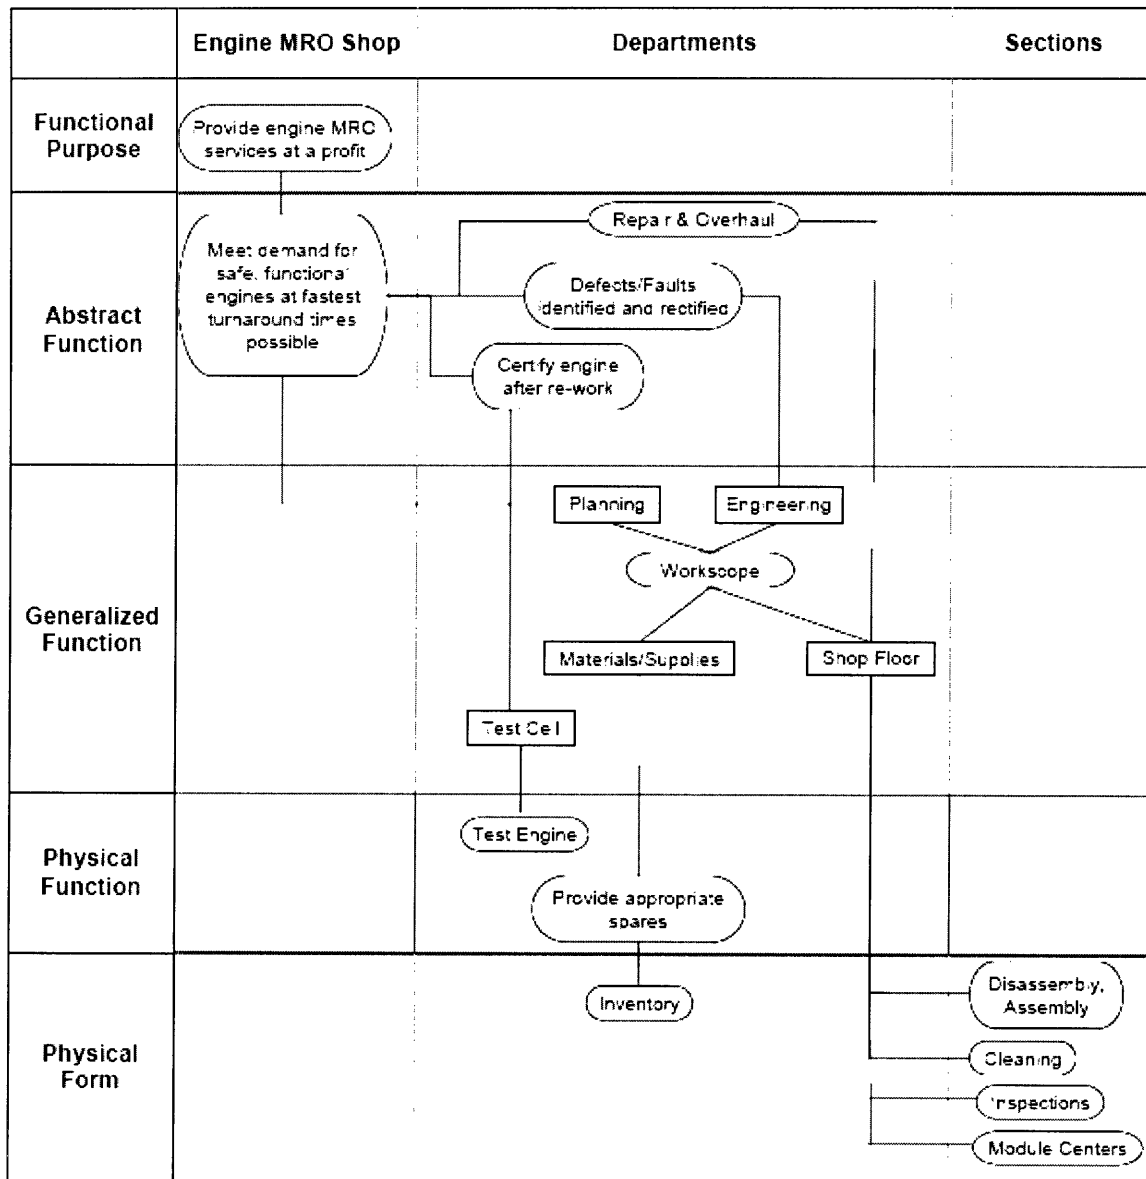 Engine MRO Shop
Departments
Sections
Functional
Purpose
Provide engine MRO
services at a profit
Abstract
Function
Meet demand for
safe, functional
engines at fastest
turnaround times
possible
Repair & Overhaul
Defects/Faults
identified and rectified
Certify engine
after re-work
Generalized
Function
Planning
Engineering
Workscope
Materials/Supplies
Shop Floor
Test Cell
Physical
Function
Test Engine
Provide appropriate
spares
Physical
Form
Inventory
Disassembly,
Assembly
Cleaning
Inspections
Module Centers